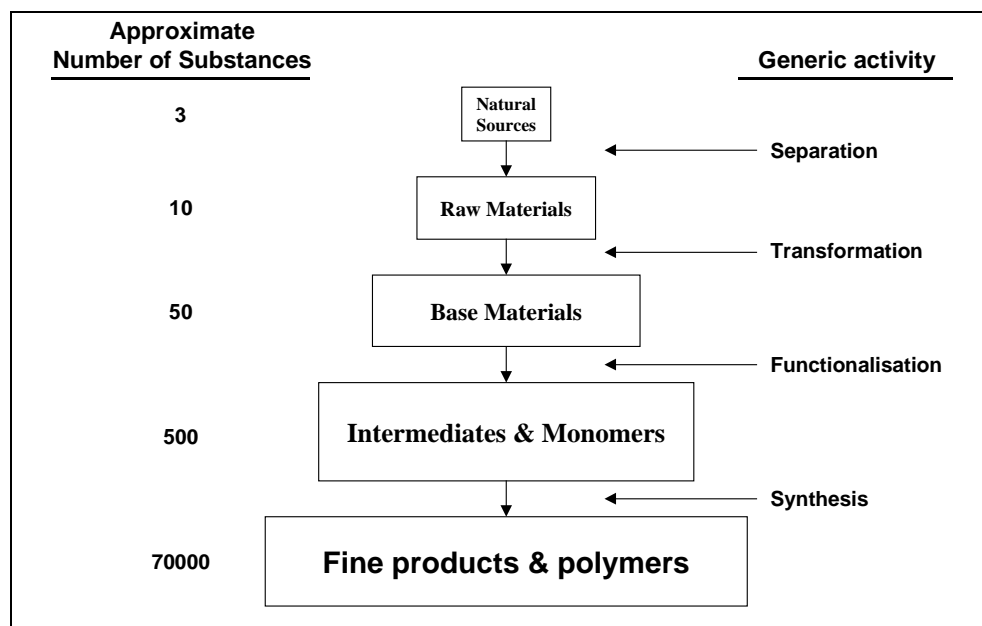 Approximate
Number of Substances
Generic activity
3
Natural
Sources
Separation
10
Raw Materials
Transformation
50
Base Materials
Functionalisation
500
Intermediates & Monomers
Synthesis
70000
Fine products & polymers